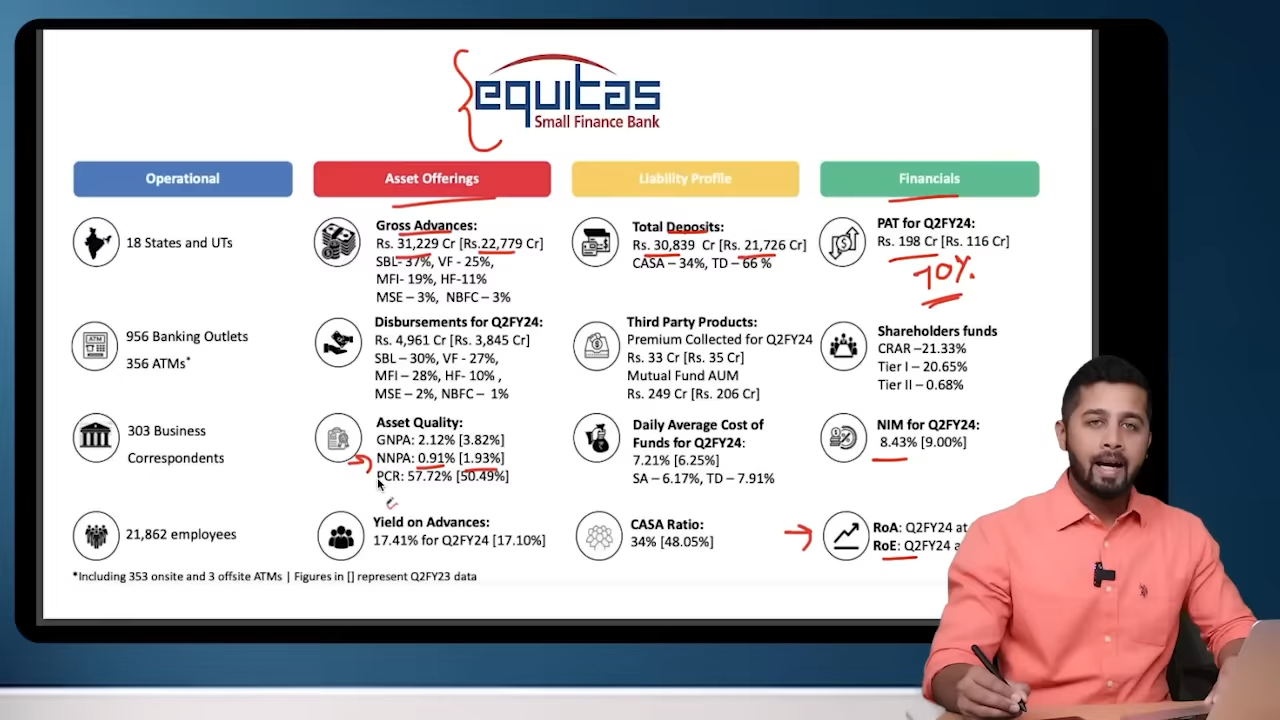 equitas
Small Finance Bank
Operational
18 States and UTs
956 Banking Outlets
356 ATMs*
303 Business
Correspondents
21,862 employees
*Including 353 onsite and 3 offsite ATMs | Figures in [] represent Q2FY23 data
Asset Offerings
Gross Advances:
Rs. 31,229 Cr [Rs.22,779 Cr]
SBL- 37%, VF - 25%,
MFI- 19%, HF-11%
MSE – 3%, NBFC – 3%
Disbursements for Q2FY24:
Rs. 4,961 Cr [Rs. 3,845 Cr]
SBL – 30%, VF - 27%,
MFI – 28%, HF- 10% ,
MSE – 2%, NBFC – 1%
Asset Quality:
GNPA: 2.12% [3.82%]
NNPA: 0.91% [1.93%]
PCR: 57.72% [50.49%]
Yield on Advances:
17.41% for Q2FY24 [17.10%]
Liability Profile
Total Deposits:
Rs. 30,839 Cr [Rs. 21,726 Cr]
CASA – 34%, TD – 66 %
Third Party Products:
Premium Collected for Q2FY24
Rs. 33 Cr [Rs. 35 Cr]
Mutual Fund AUM
Rs. 249 Cr [Rs. 206 Cr]
Daily Average Cost of
Funds for Q2FY24:
7.21% [6.25%]
SA – 6.17%, TD – 7.91%
CASA Ratio:
34% [48.05%]
Financials
PAT for Q2FY24:
Rs. 198 Cr [Rs. 116 Cr]
70%.
Shareholders funds
CRAR –21.33%
Tier I – 20.65%
Tier II – 0.68%
NIM for Q2FY24:
8.43% [9.00%]
RoA: Q2FY24 at
RoE: Q2FY24
ATM